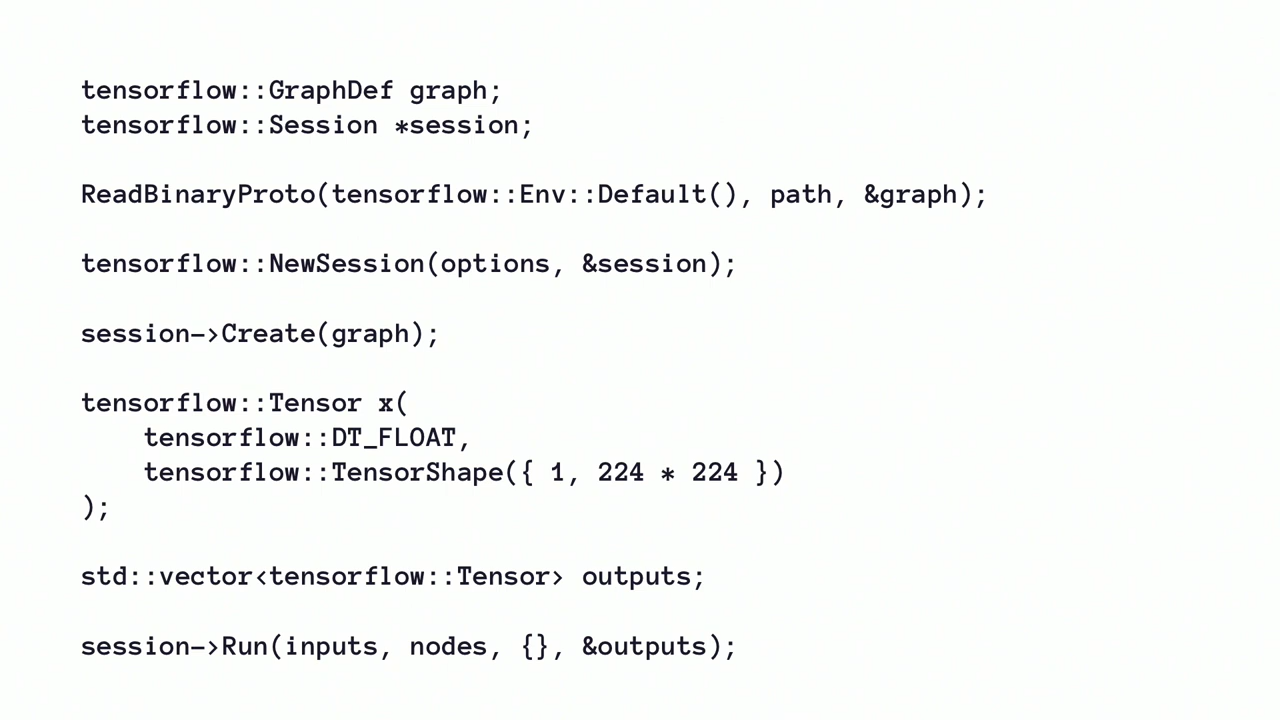 tensorflow::GraphDef graph;
tensorflow::Session *session;
ReadBinaryProto(tensorflow::Env::Default(), path, &graph);
tensorflow::NewSession(options, &session);
session->Create(graph);
tensorflow::Tensor x(
    tensorflow::DT_FLOAT,
    tensorflow::TensorShape({ 1, 224 * 224 })
);
std::vector<tensorflow::Tensor> outputs;
session->Run(inputs, nodes, {}, &outputs);